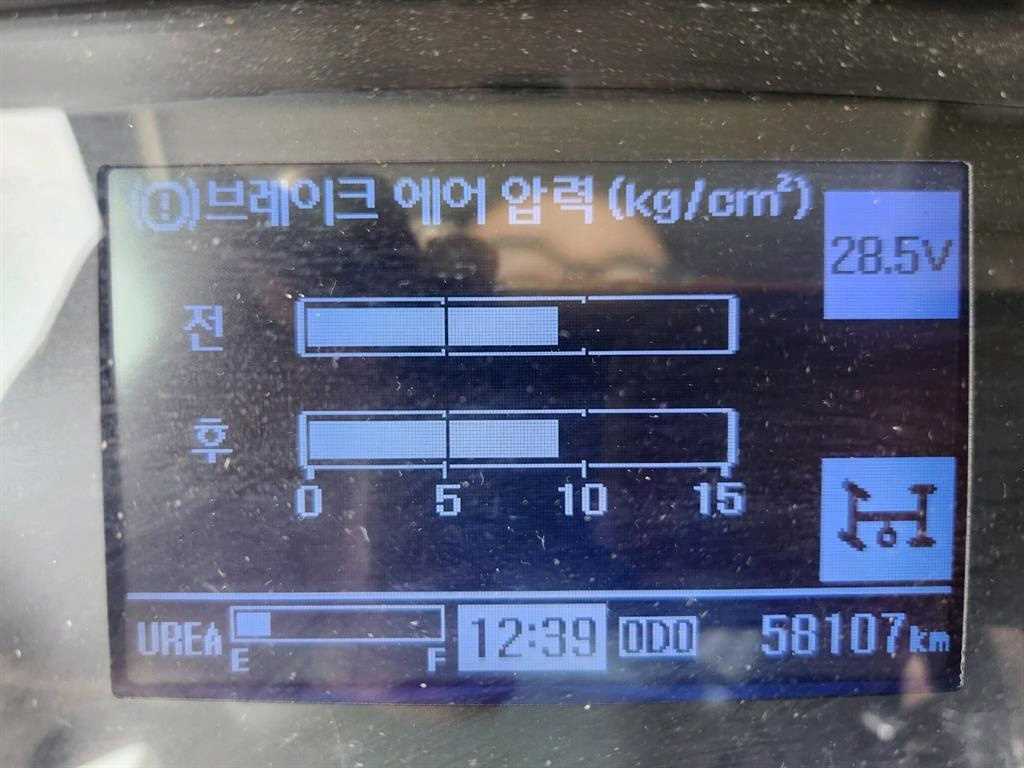 (!)브레이크 에어 압력 (kg/cm²)
28.5V
전
후
0 5 10 15
UREA E F 12:39 ODO 58107km